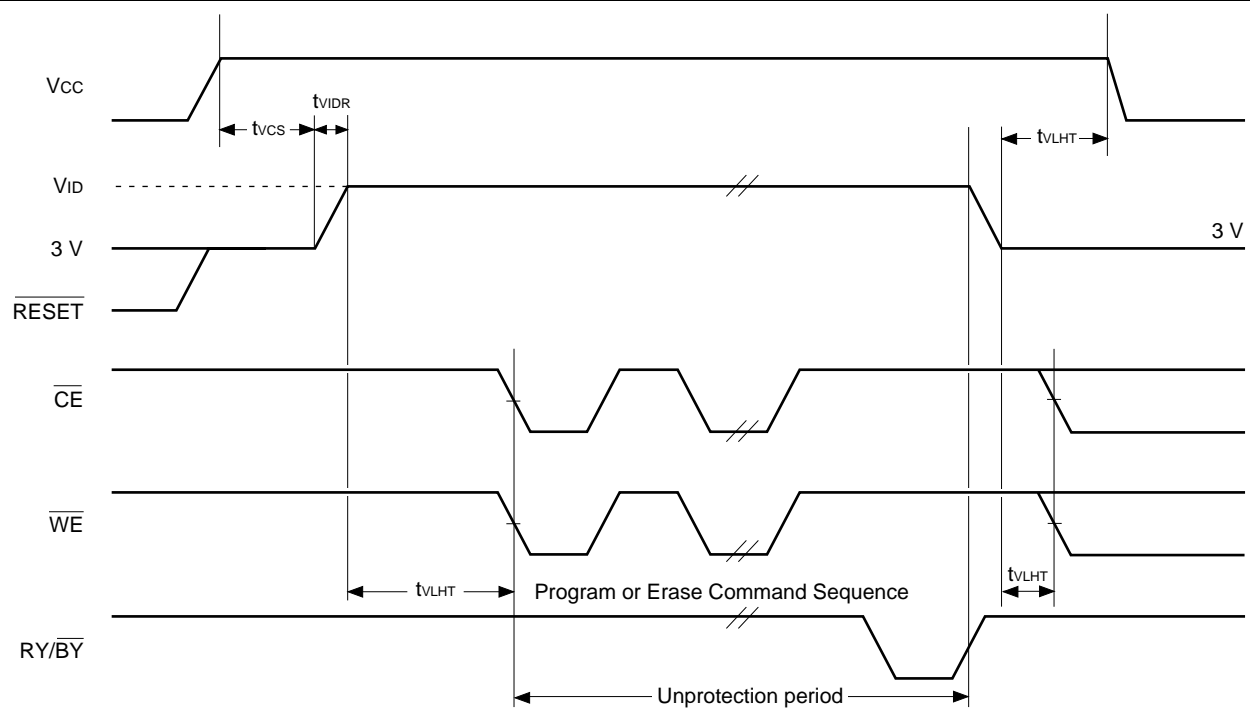 VCC
tVIDR
tVCS
tVLHT
VID
3 V
3 V
RESET
CE
WE
tVLHT
Program or Erase Command Sequence
tVLHT
RY/BY
Unprotection period